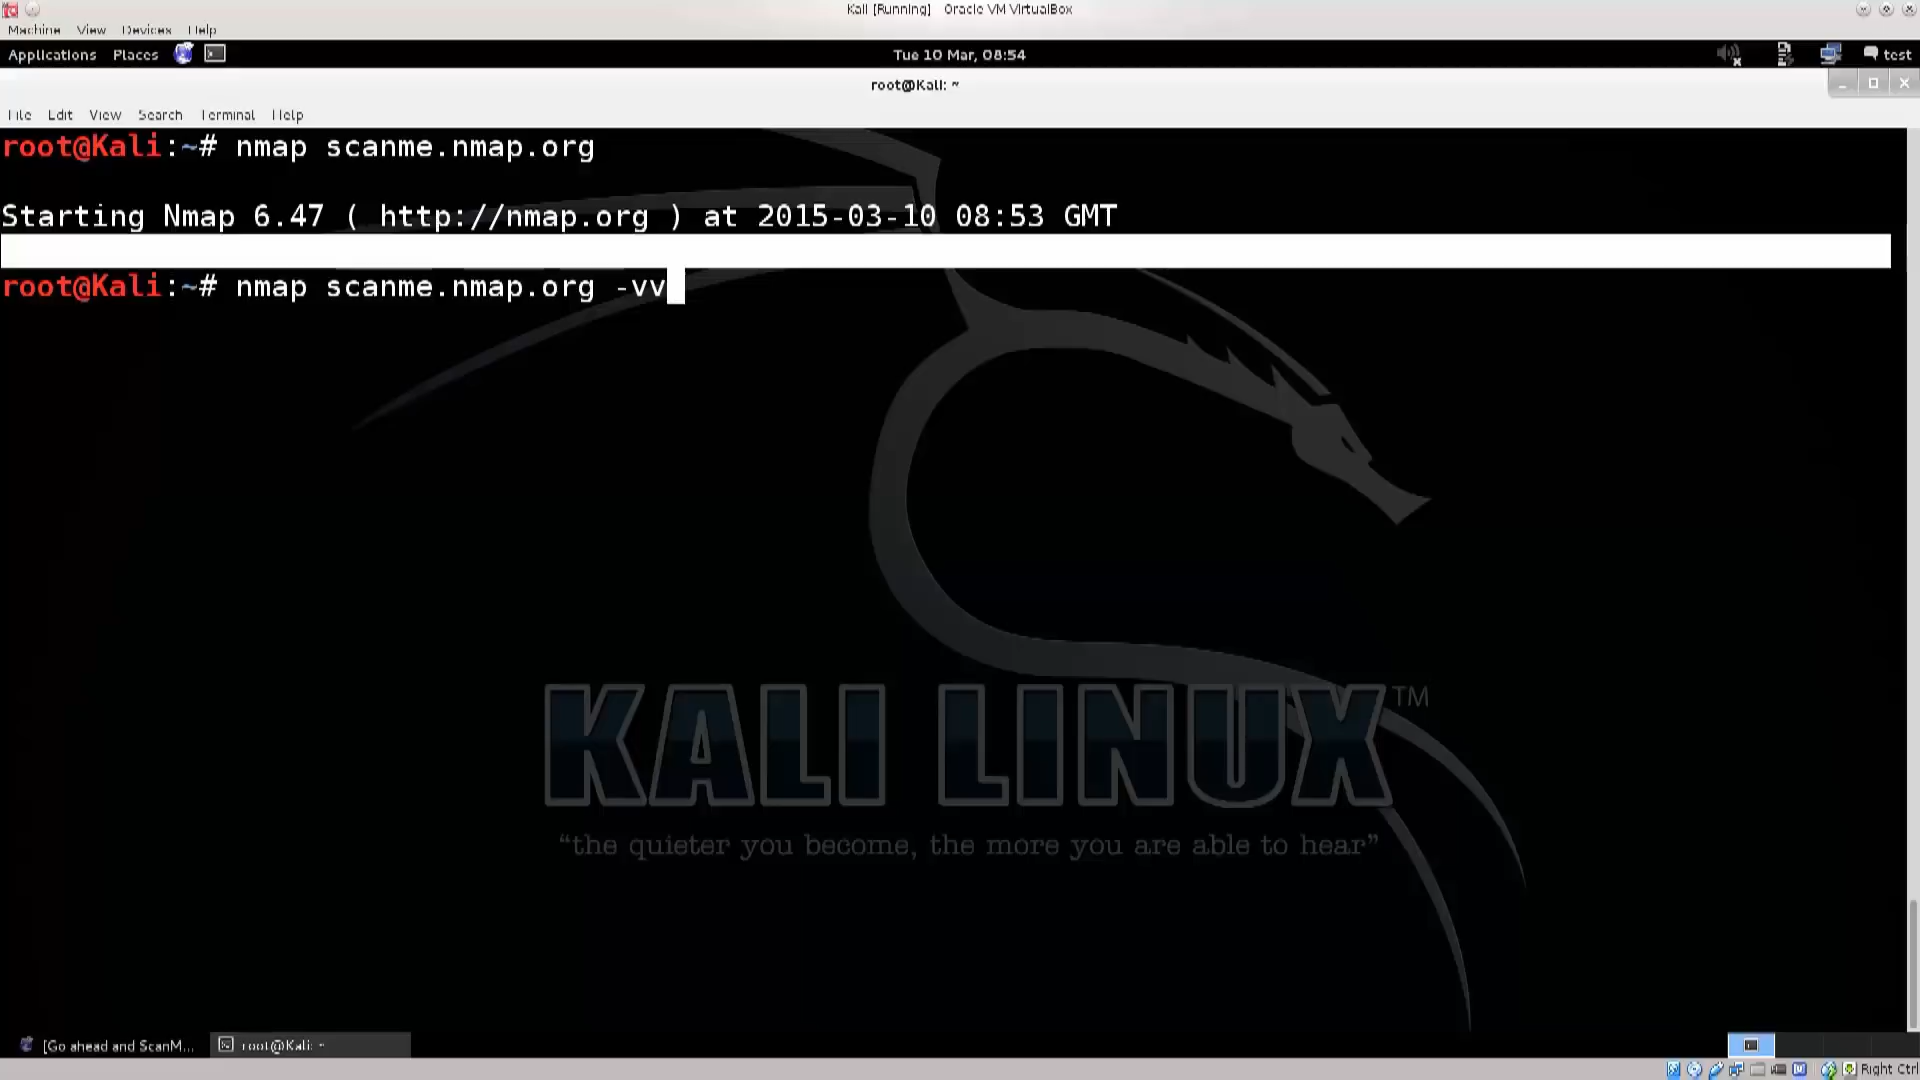 Kali [Running] Oracle VM VirtualBox
Machine View Devices Help
Applications Places Tue 10 Mar, 08:54 test
root@Kali: ~
File Edit View Search Terminal Help
root@Kali:~# nmap scanme.nmap.org
Starting Nmap 6.47 ( http://nmap.org ) at 2015-03-10 08:53 GMT
root@Kali:~# nmap scanme.nmap.org -vv
KALI LINUX™
“the quieter you become, the more you are able to hear”
[Go ahead and ScanM... root@Kali: ~
Right Ctrl